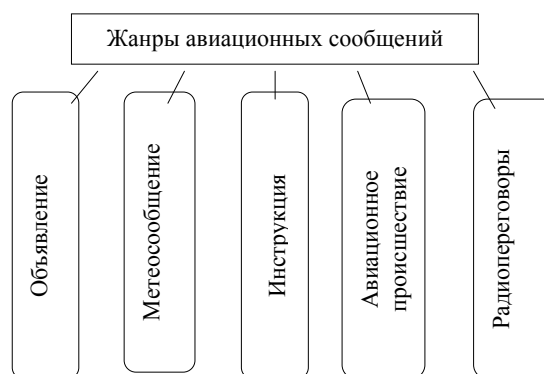 Жанры авиационных сообщений
Объявление
Метеосообщение
Инструкция
Авиационное
происшествие
Радиопереговоры